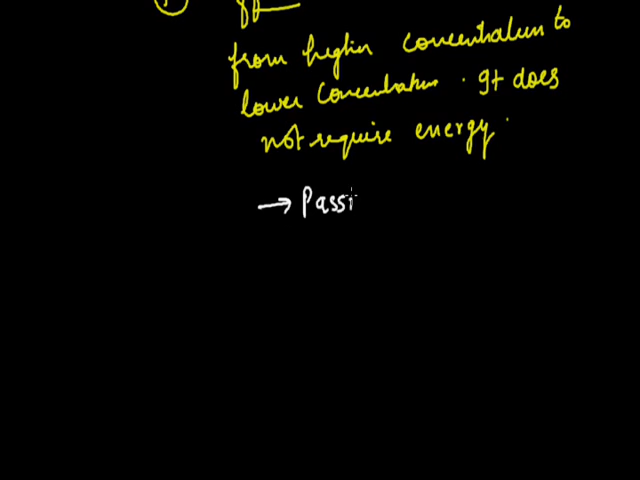 from higher concentration to
lower concentration. It does
not require energy.
→ Passi